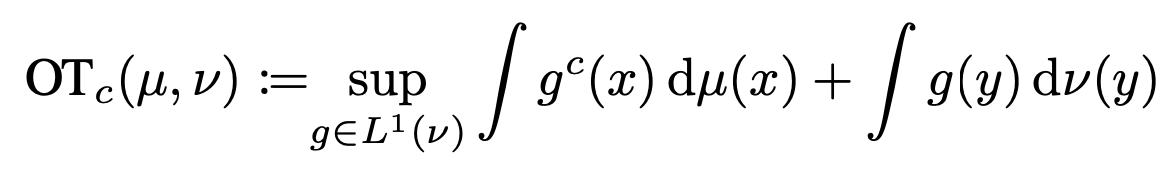 OT_c(μ, ν) := sup_{g∈L^1(ν)} ∫ g^c(x) dμ(x) + ∫ g(y) dν(y)